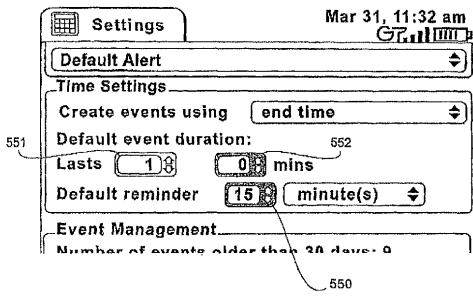 Settings
Mar 31, 11:32 am
Default Alert
Time Settings
Create events using end time
Default event duration:
551
552
Lasts 1 0 mins
Default reminder 15 minute(s)
Event Management
Number of events older than 30 days: 9
550